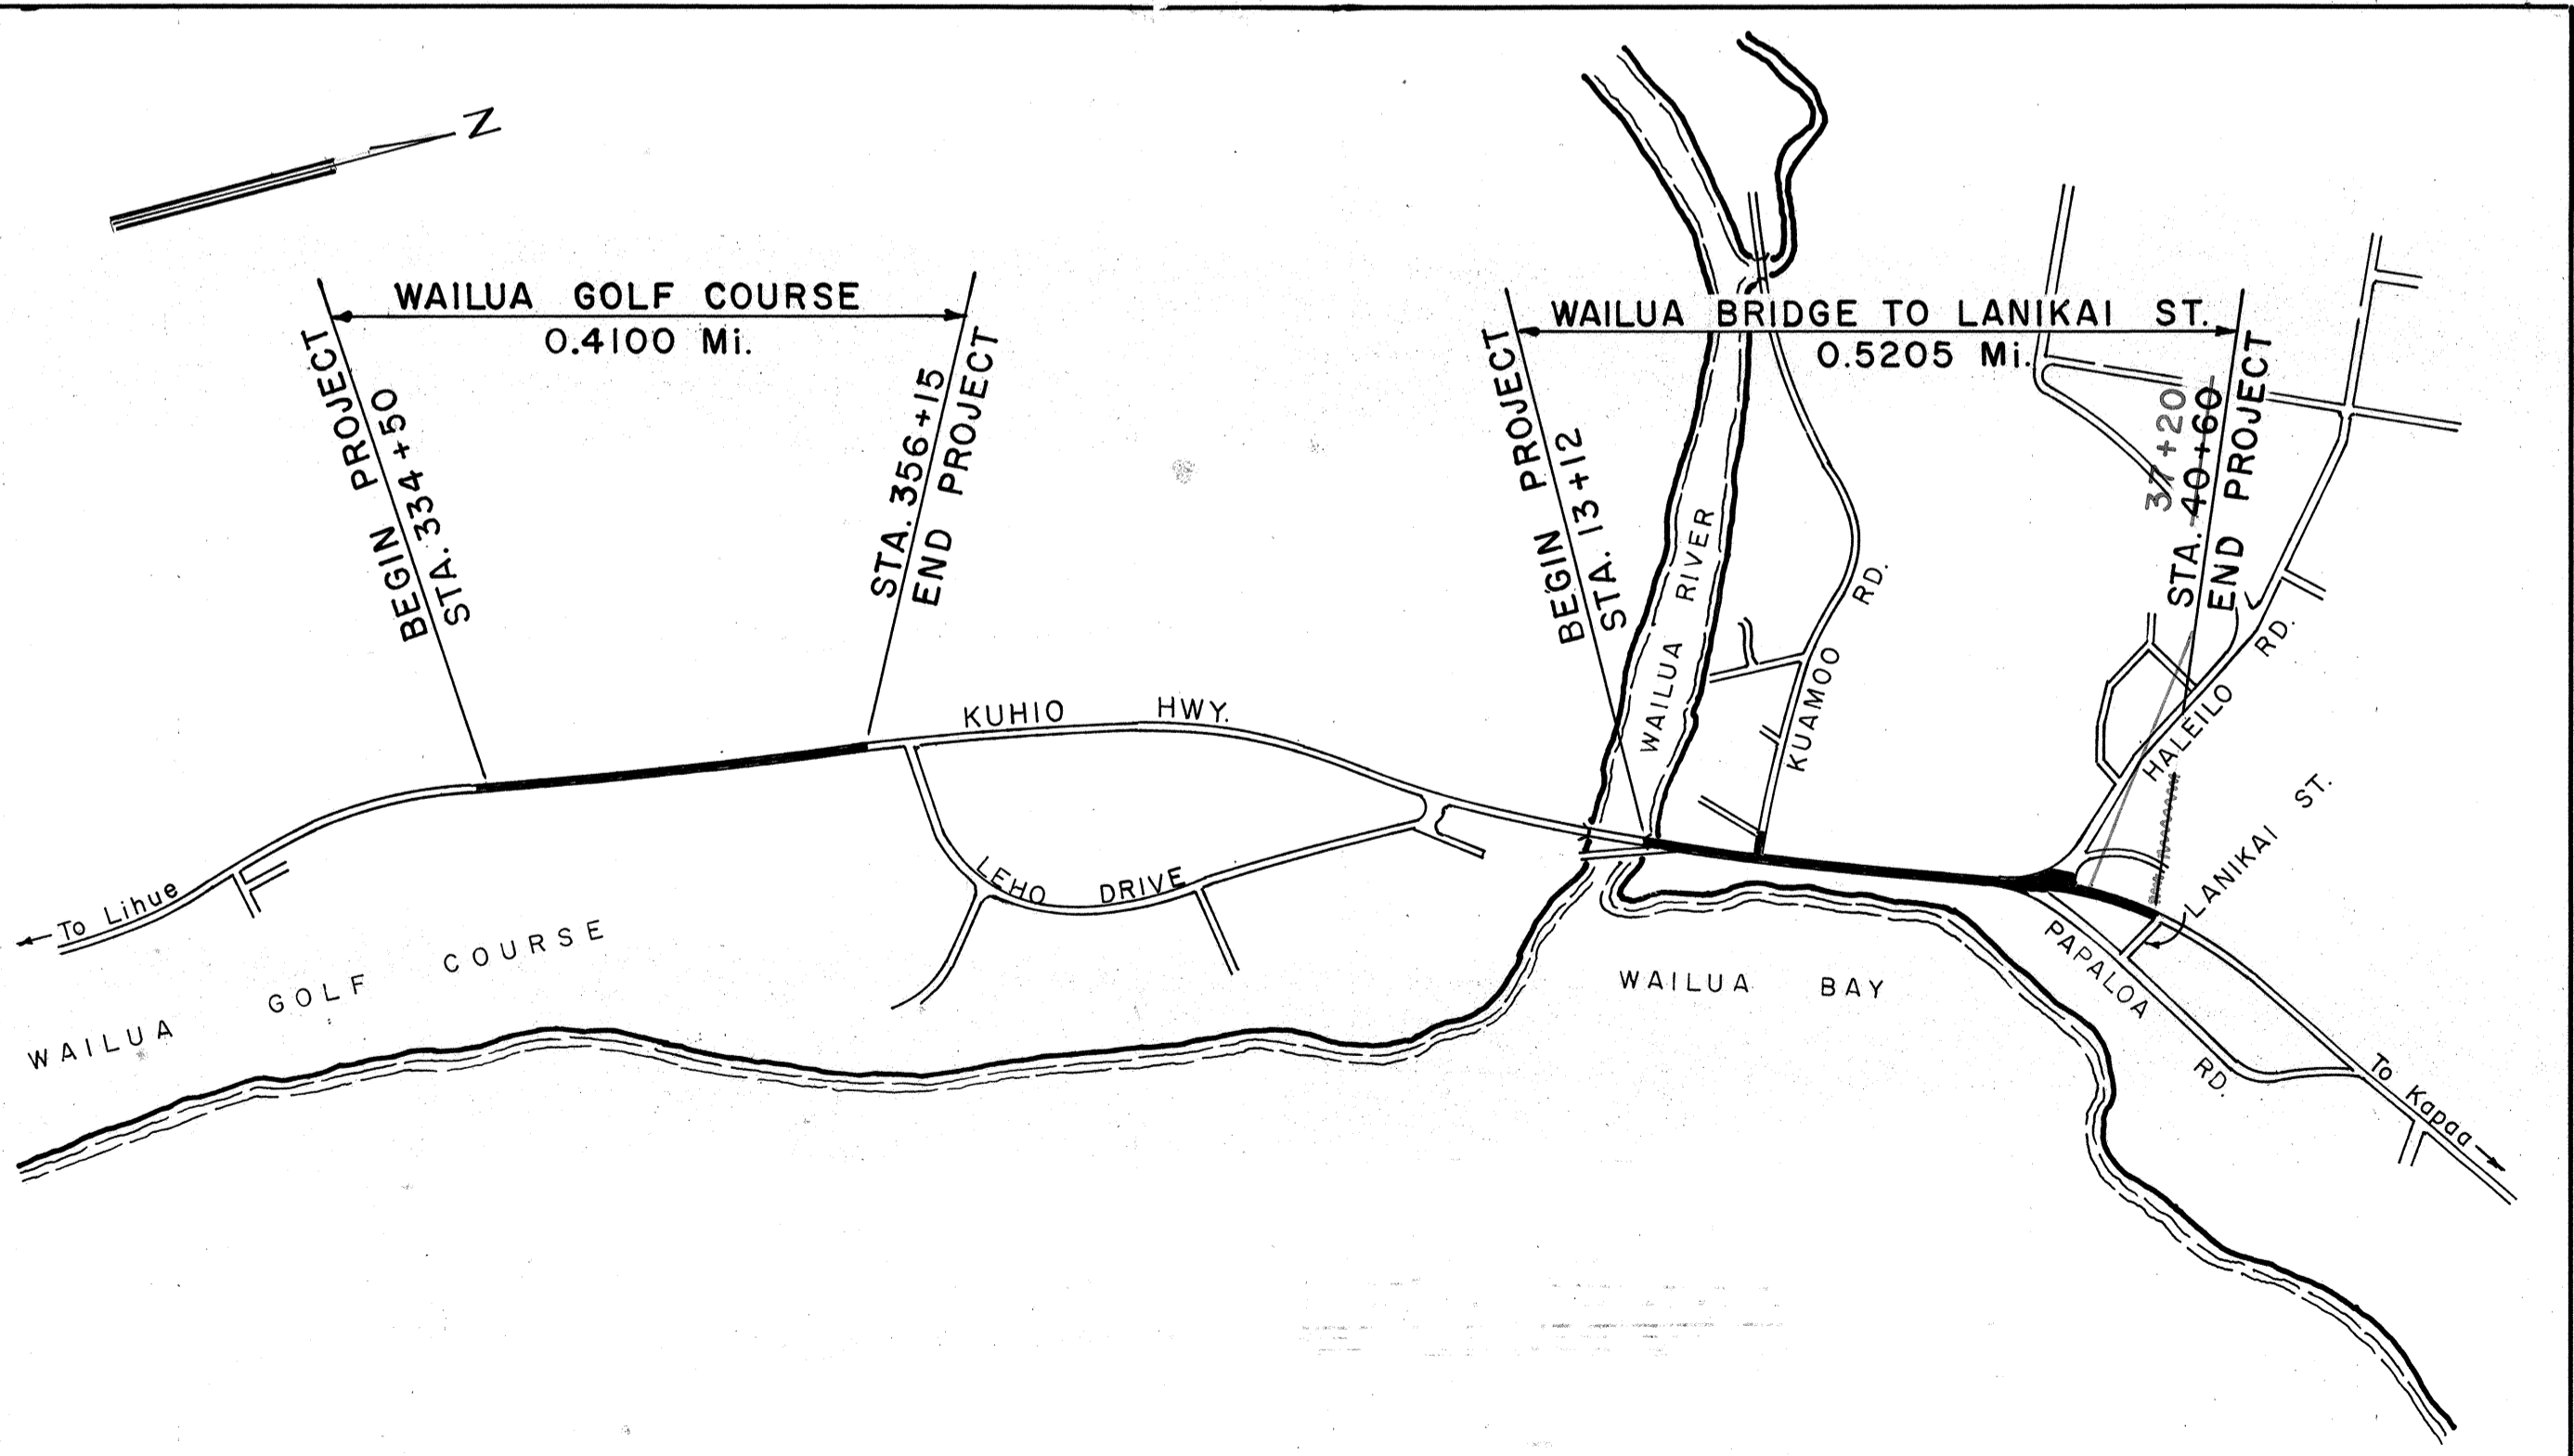 N
WAILUA GOLF COURSE
0.4100 Mi.
BEGIN PROJECT
STA. 334+50
STA. 356+15
END PROJECT
WAILUA BRIDGE TO LANIKAI ST.
0.5205 Mi.
BEGIN PROJECT
STA. 13+12
37+20
STA. 40+60
END PROJECT
WAILUA RIVER
KUAMOO RD.
HALEILO RD.
LANIKAI ST.
KUHIO HWY.
LEHO DRIVE
To Lihue
WAILUA GOLF COURSE
WAILUA BAY
PAPALOA RD.
To Kapaa